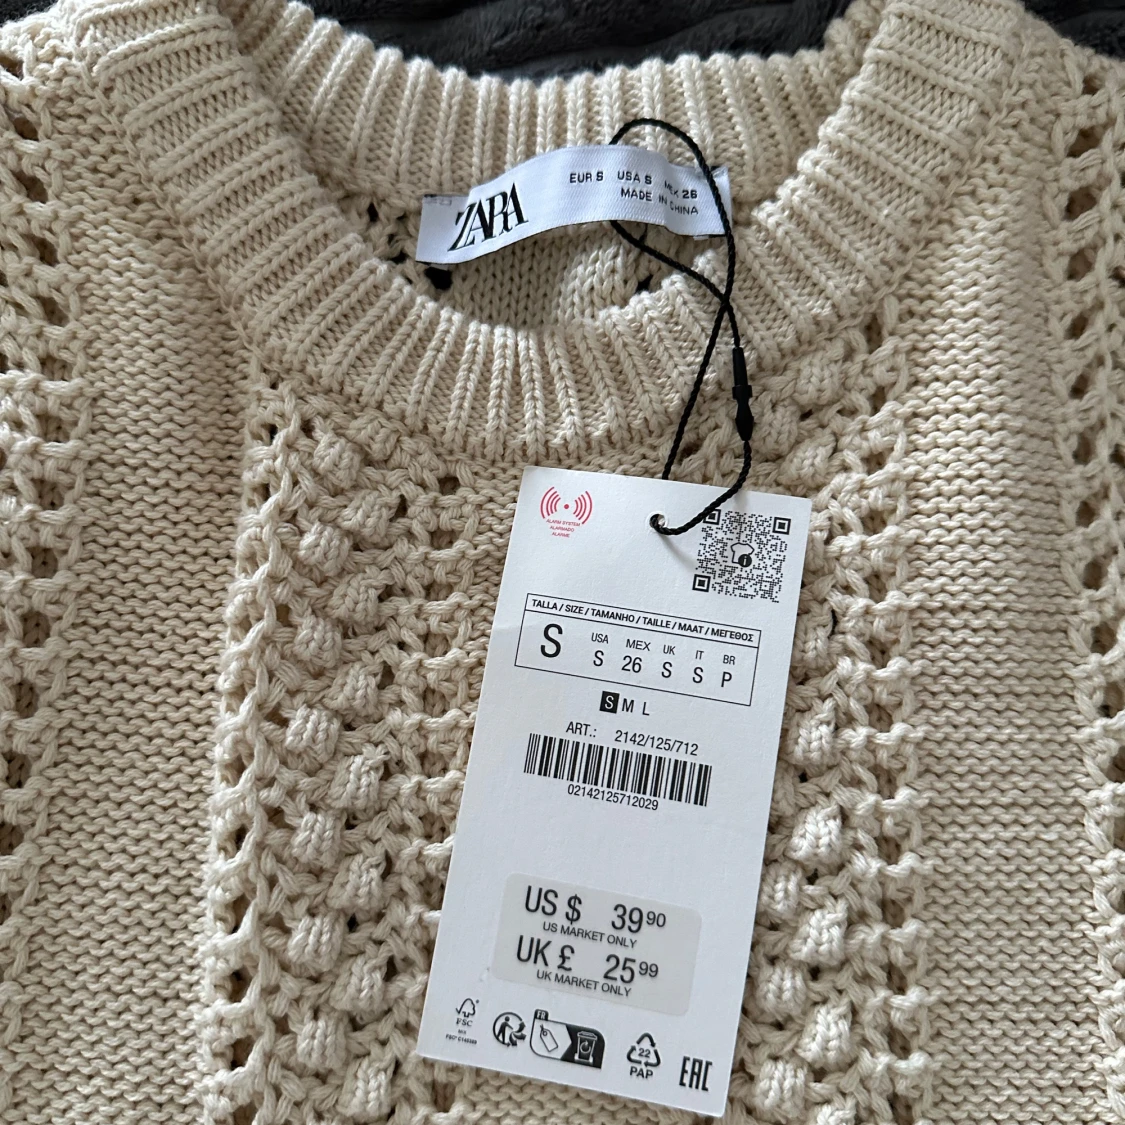 ZARA
EUR S USA S MEX 26
MADE IN CHINA
ALARM SYSTEM
ALARMADO
ALARME
TALLA / SIZE / TAMANHO / TAILLE / MAAT / ΜΕΓΕΘΟΣ
S
USA MEX UK IT BR
S 26 S S P
S M L
ART.: 2142/125/712
02142125712029
US $ 39 90
US MARKET ONLY
UK £ 25 99
UK MARKET ONLY
FSC
MIX
FR
22
PAP
EAC